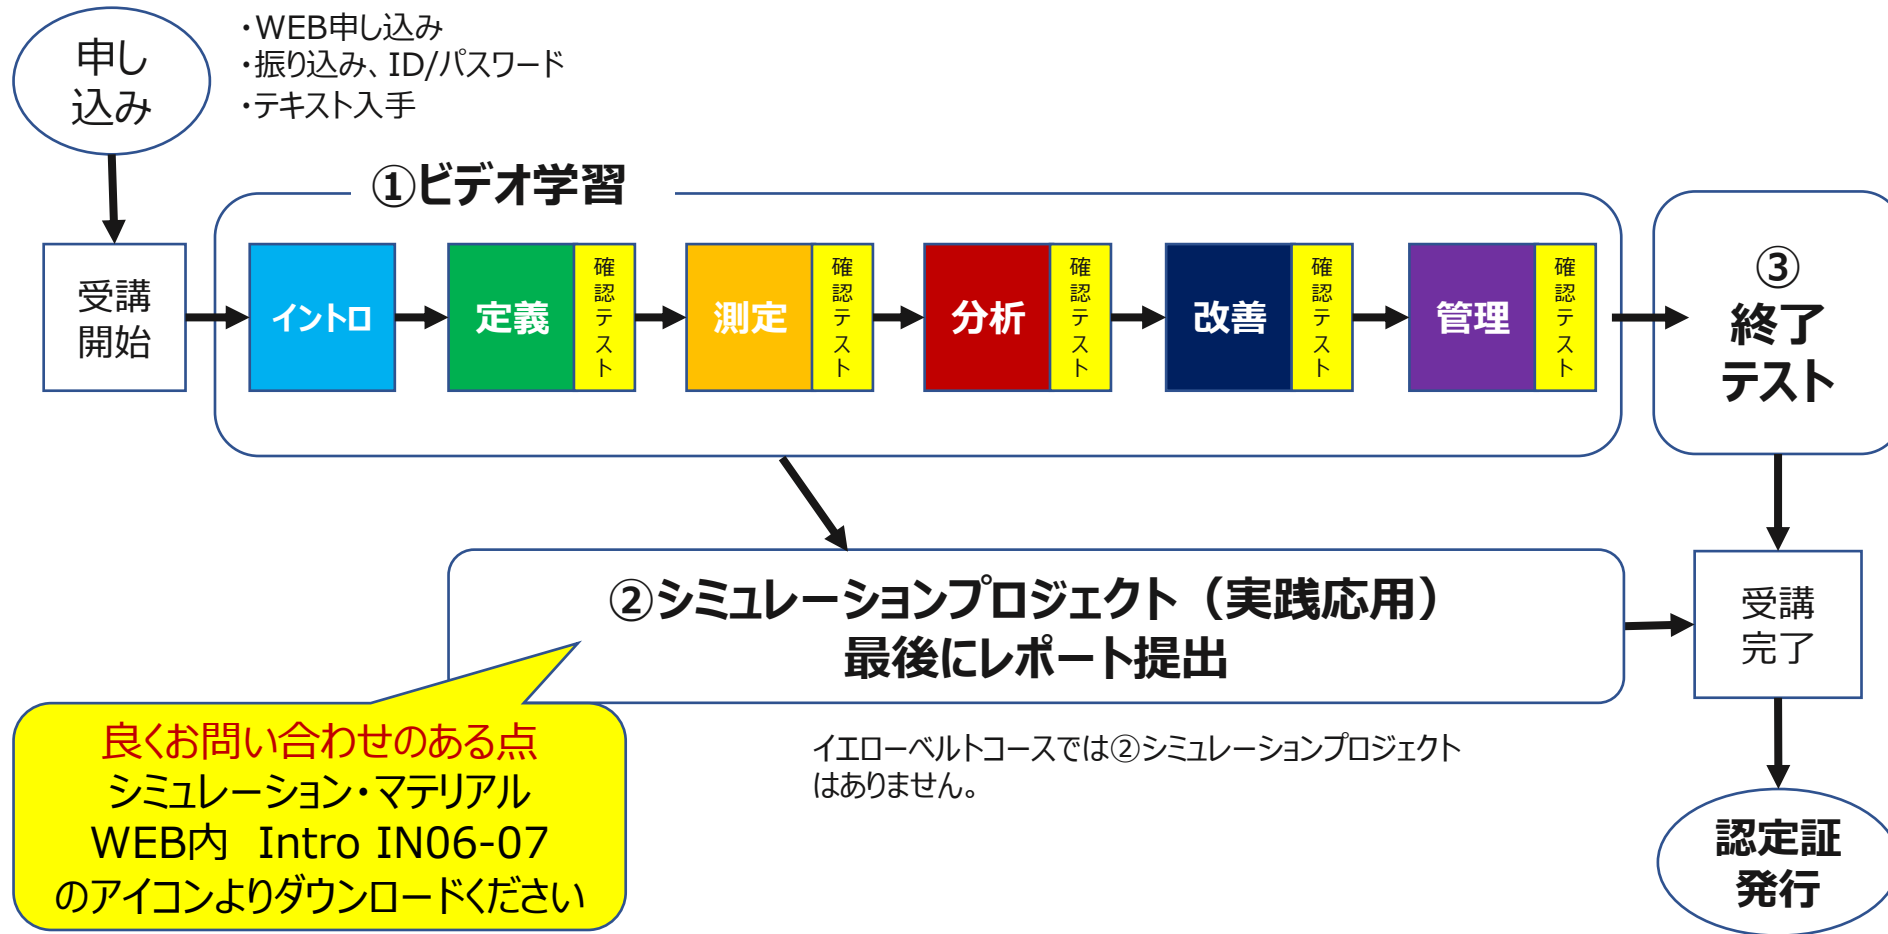 申し
込み
・WEB申し込み
・振り込み、ID/パスワード
・テキスト入手
①ビデオ学習
受講
開始
イントロ
定義
確認テスト
測定
確認テスト
分析
確認テスト
改善
確認テスト
管理
確認テスト
③
終了
テスト
②シミュレーションプロジェクト（実践応用）
最後にレポート提出
受講
完了
良くお問い合わせのある点
シミュレーション・マテリアル
WEB内　Intro IN06-07
のアイコンよりダウンロードください
イエローベルトコースでは②シミュレーションプロジェクト
はありません。
認定証
発行